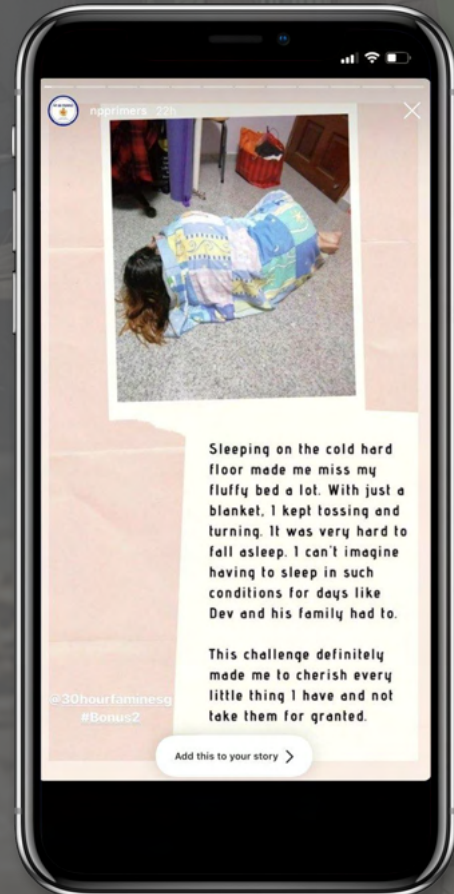 npprimers 22h
Sleeping on the cold hard
floor made me miss my
fluffy bed a lot. With just a
blanket, I kept tossing and
turning. It was very hard to
fall asleep. I can't imagine
having to sleep in such
conditions for days like
Dev and his family had to.
This challenge definitely
made me to cherish every
little thing I have and not
take them for granted.
@30hourfaminesg
#Bonus2
Add this to your story